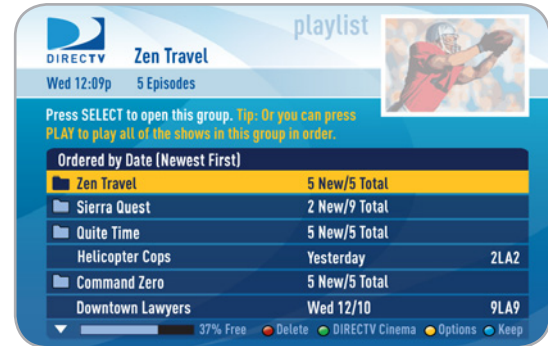 playlist
DIRECTV
Zen Travel
Wed 12:09p 5 Episodes
Press SELECT to open this group. Tip: Or you can press
PLAY to play all of the shows in this group in order.
Ordered by Date (Newest First)
Zen Travel 5 New/5 Total
Sierra Quest 2 New/9 Total
Quite Time 5 New/5 Total
Helicopter Cops Yesterday 2LA2
Command Zero 5 New/5 Total
Downtown Lawyers Wed 12/10 9LA9
37% Free Delete DIRECTV Cinema Options Keep